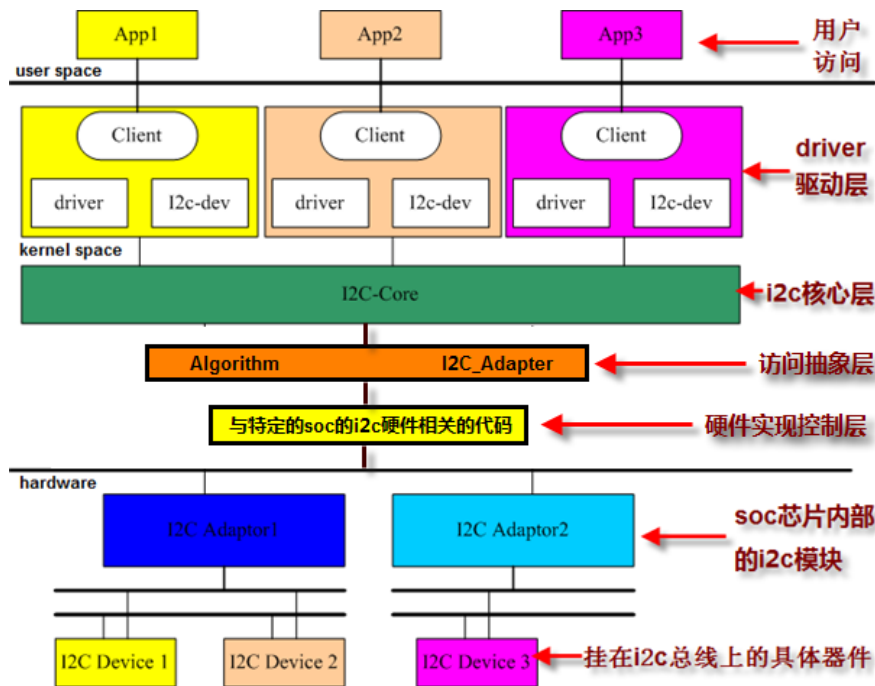 App1
App2
App3
用户
访问
user space
Client
Client
Client
driver
驱动层
driver
I2c-dev
driver
I2c-dev
driver
I2c-dev
kernel space
I2C-Core
i2c核心层
Algorithm
I2C_Adapter
访问抽象层
与特定的soc的i2c硬件相关的代码
硬件实现控制层
hardware
I2C Adaptor1
I2C Adaptor2
soc芯片内部
的i2c模块
I2C Device 1
I2C Device 2
I2C Device 3
挂在i2c总线上的具体器件